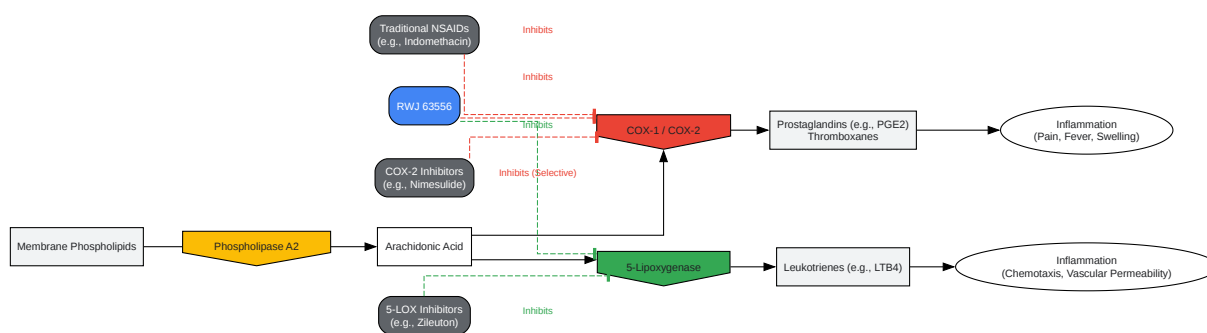 Traditional NSAIDs
(e.g., Indomethacin)
Inhibits
Inhibits
RWJ 63556
Inhibits
COX-1 / COX-2
Prostaglandins (e.g., PGE2)
Thromboxanes
Inflammation
(Pain, Fever, Swelling)
COX-2 Inhibitors
(e.g., Nimesulide)
Inhibits (Selective)
Membrane Phospholipids
Phospholipase A2
Arachidonic Acid
5-Lipoxygenase
Leukotrienes (e.g., LTB4)
Inflammation
(Chemotaxis, Vascular Permeability)
5-LOX Inhibitors
(e.g., Zileuton)
Inhibits